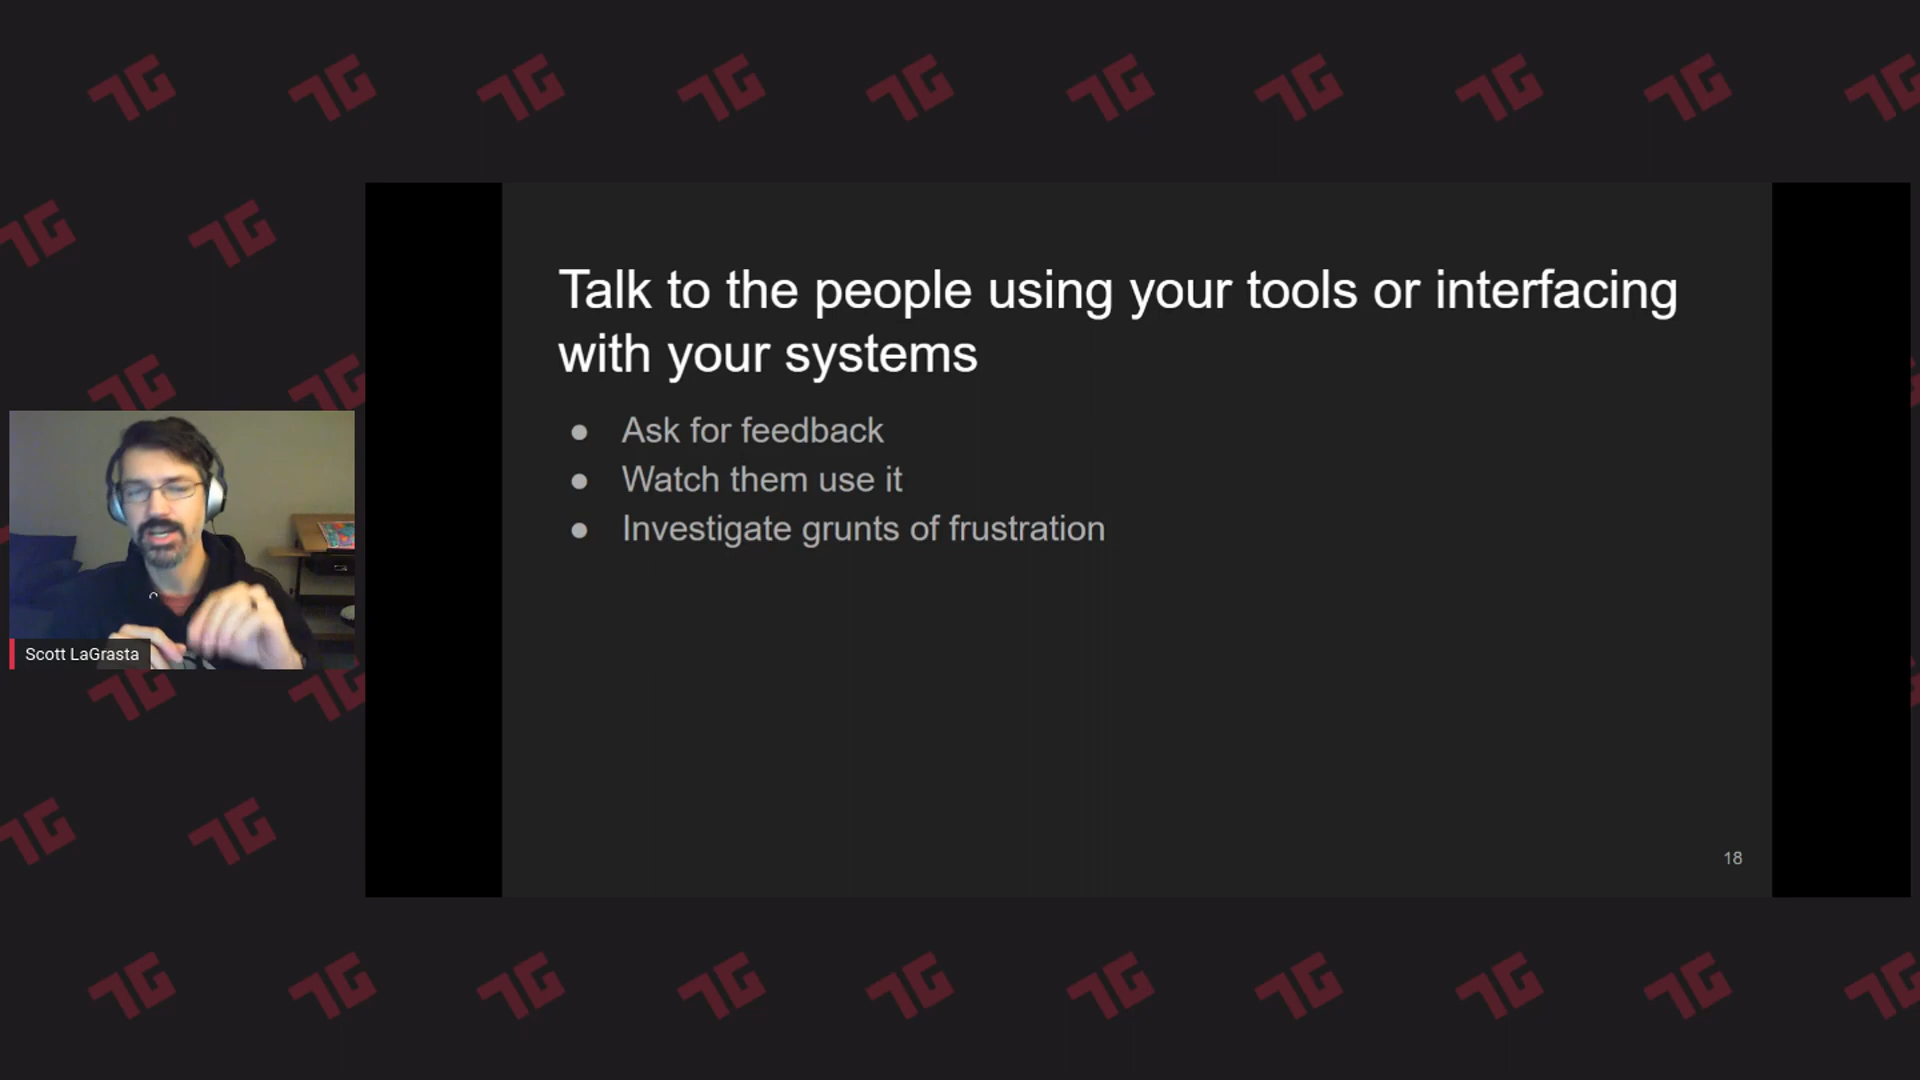 Talk to the people using your tools or interfacing
with your systems
● Ask for feedback
● Watch them use it
● Investigate grunts of frustration
Scott LaGrasta
18